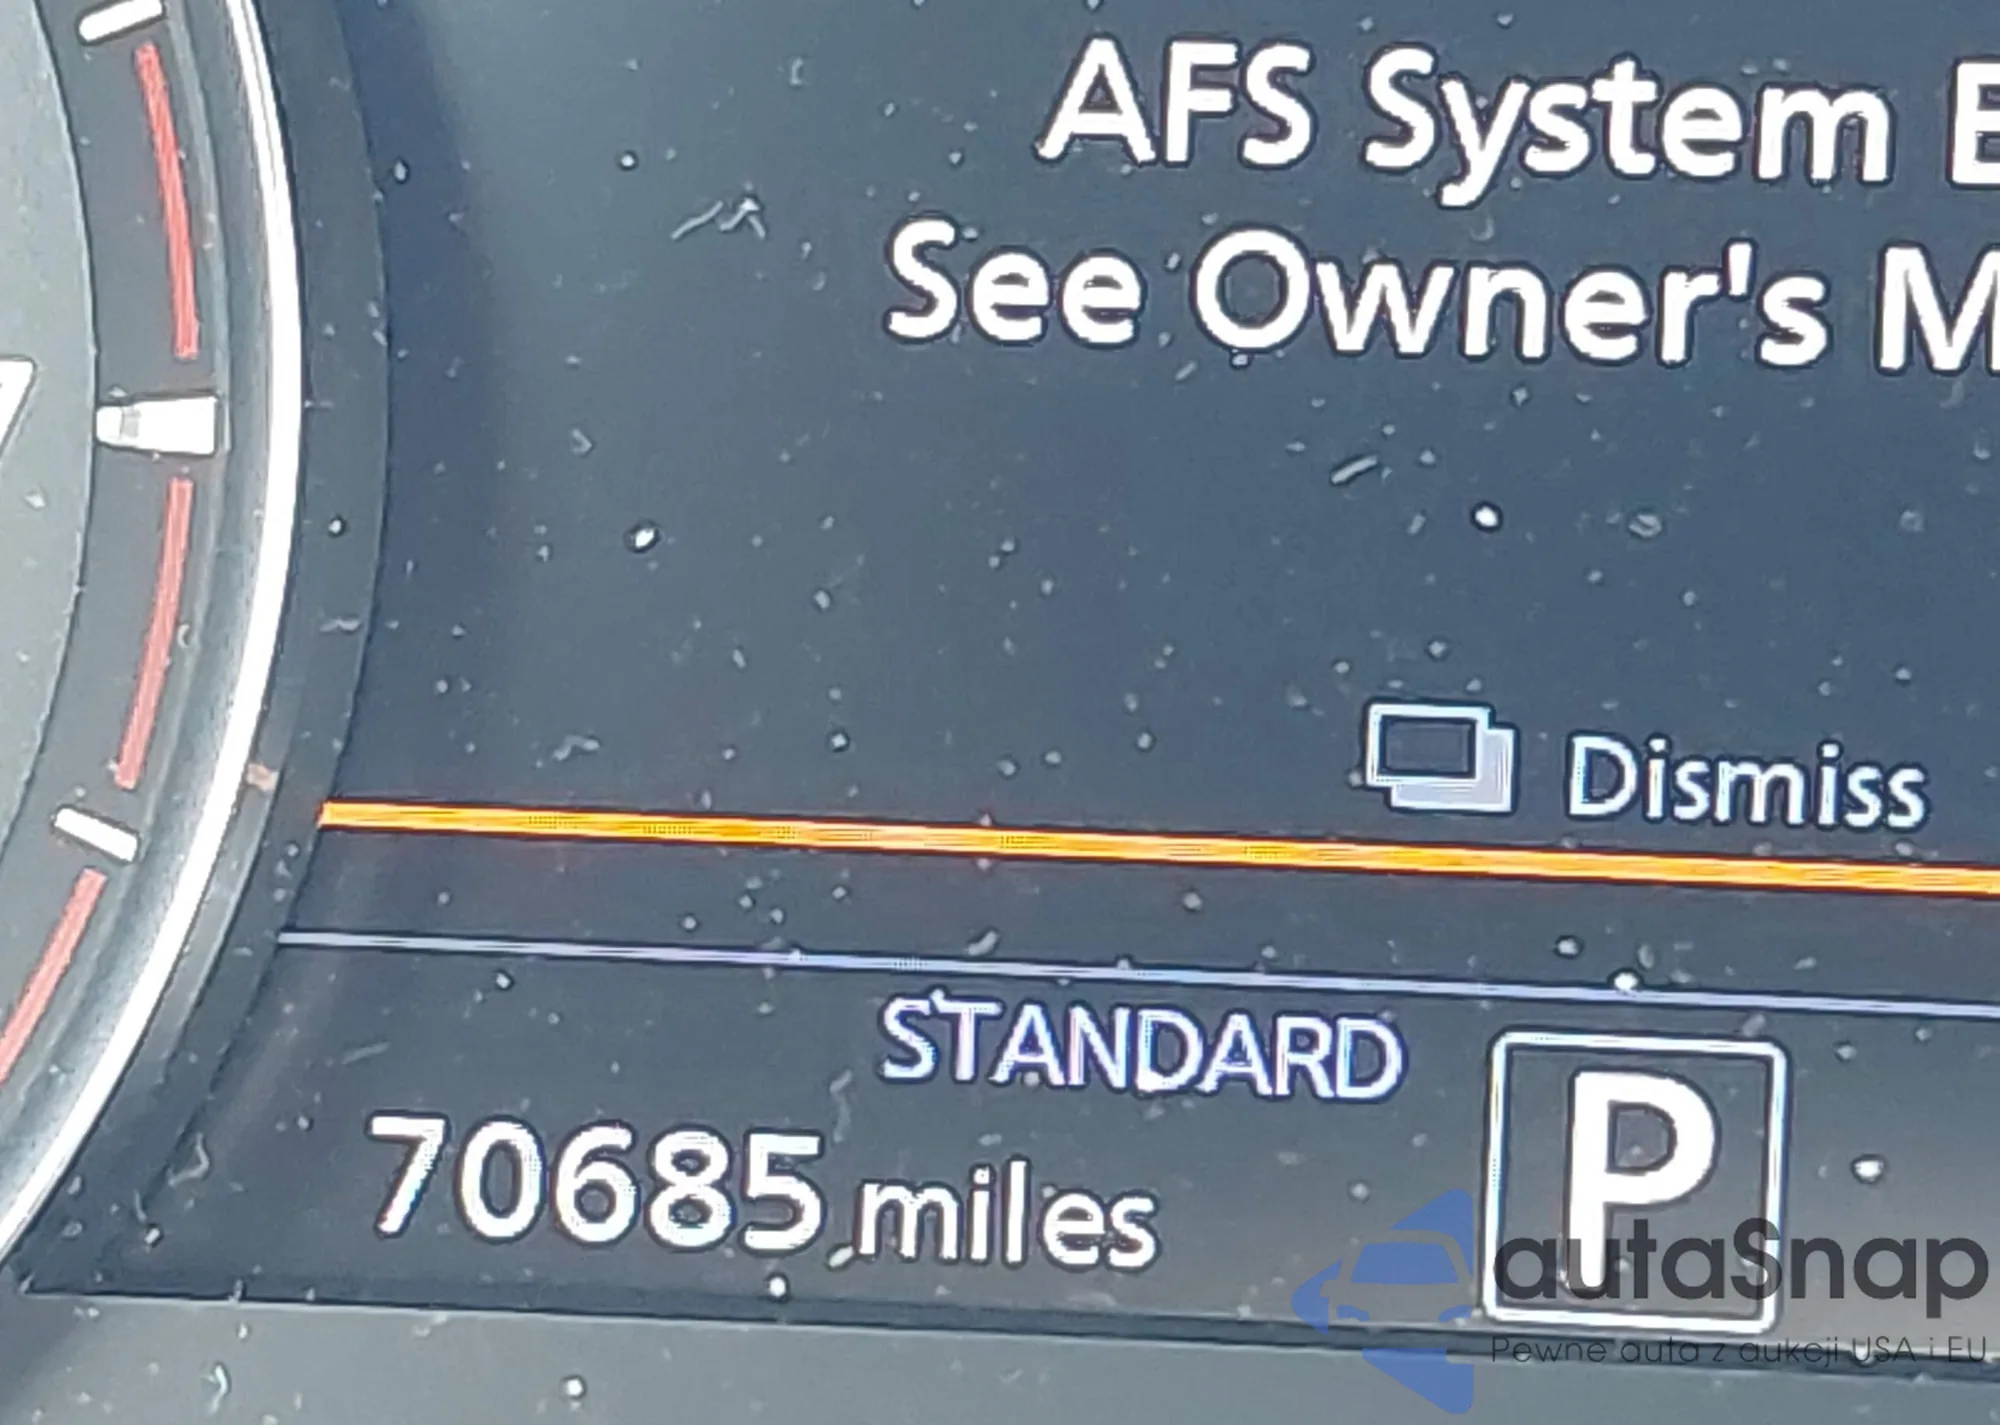 AFS System E
See Owner's M
Dismiss
STANDARD
P
70685 miles
autaSnap
Pewne auta z aukcji USA i EU